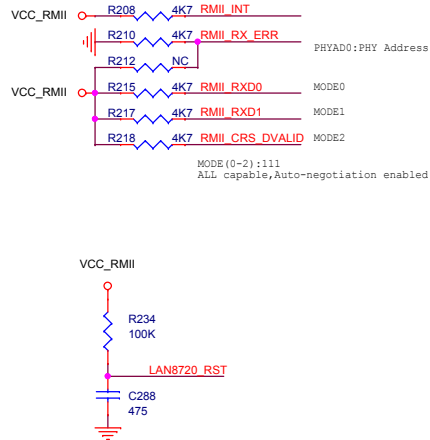 VCC_RMII R208 4K7 RMII_INT
R210 4K7 RMII_RX_ERR
PHYAD0:PHY Address
R212 NC
VCC_RMII R215 4K7 RMII_RXD0 MODE0
R217 4K7 RMII_RXD1 MODE1
R218 4K7 RMII_CRS_DVALID MODE2
MODE(0-2):111
ALL capable,Auto-negotiation enabled
VCC_RMII
R234
100K
LAN8720_RST
C288
475